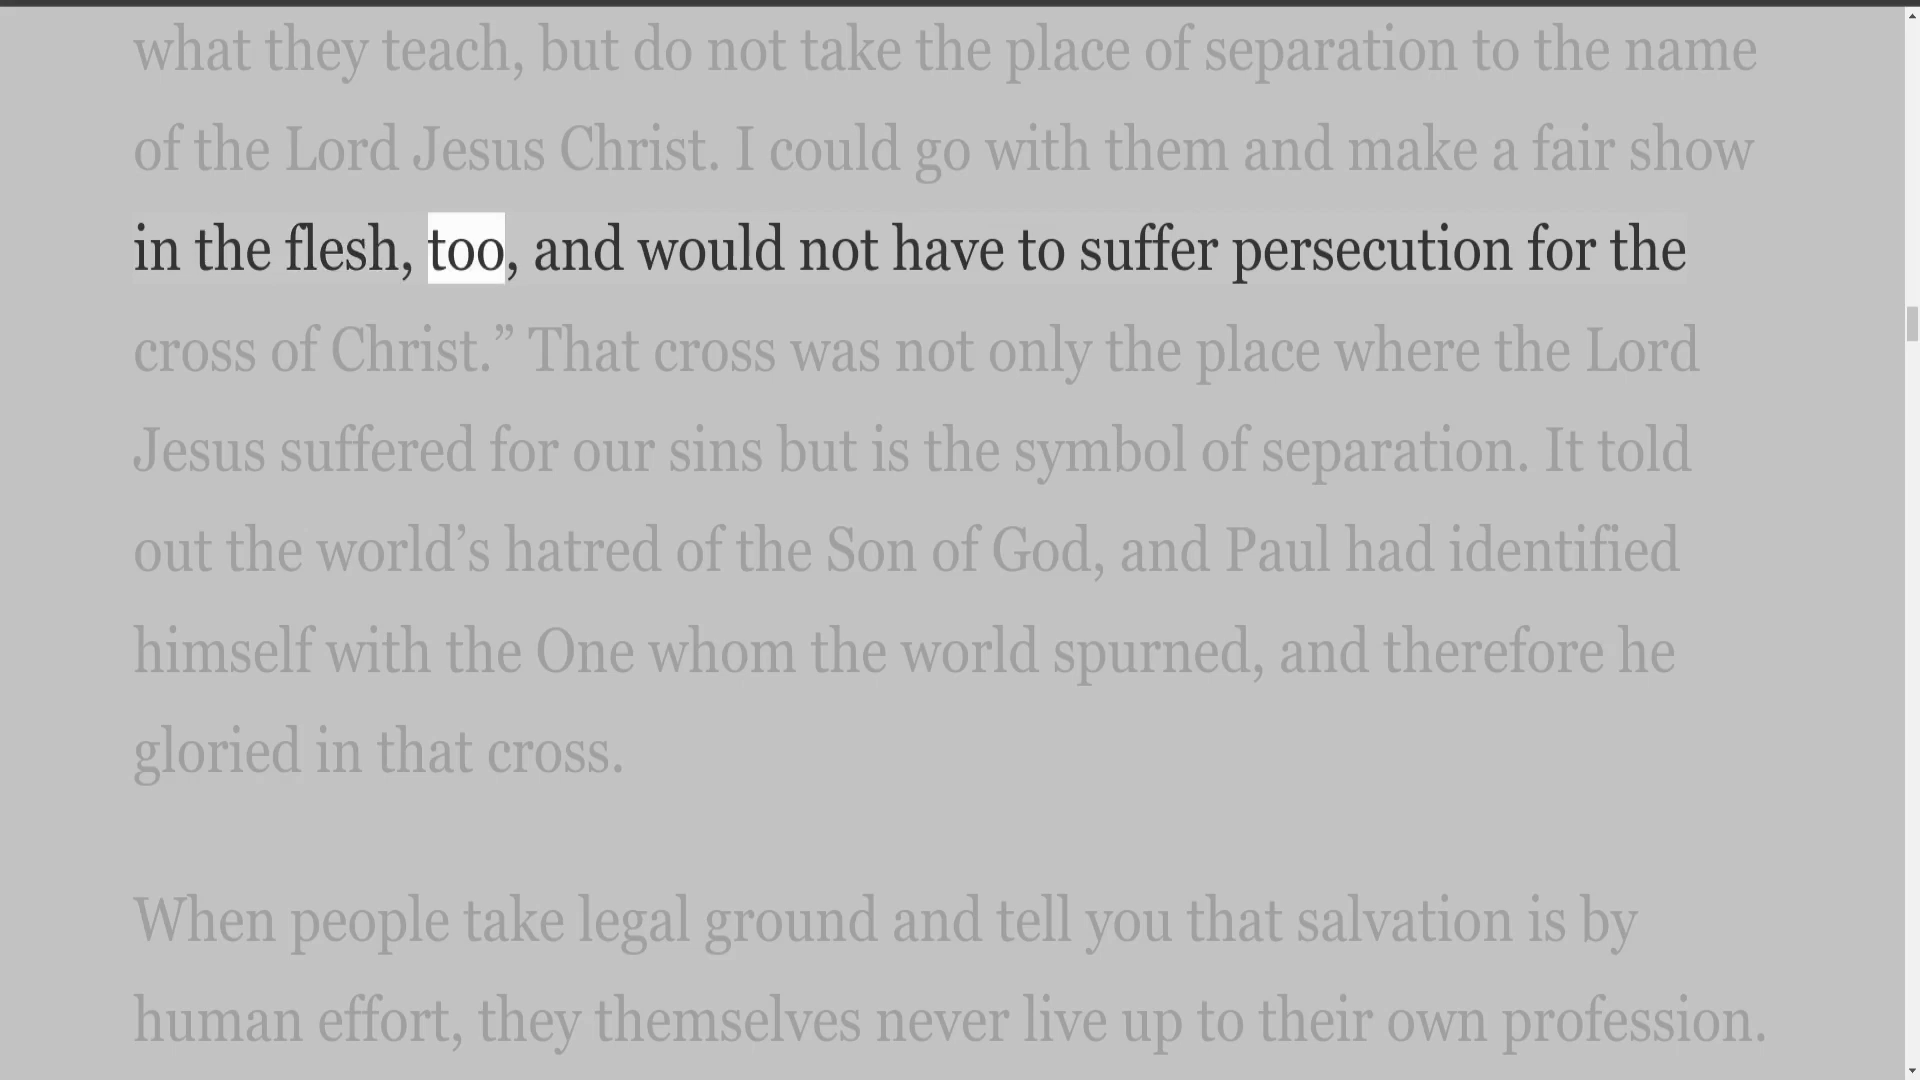 what they teach, but do not take the place of separation to the name
of the Lord Jesus Christ. I could go with them and make a fair show
in the flesh, too, and would not have to suffer persecution for the
cross of Christ.” That cross was not only the place where the Lord
Jesus suffered for our sins but is the symbol of separation. It told
out the world’s hatred of the Son of God, and Paul had identified
himself with the One whom the world spurned, and therefore he
gloried in that cross.
When people take legal ground and tell you that salvation is by
human effort, they themselves never live up to their own profession.